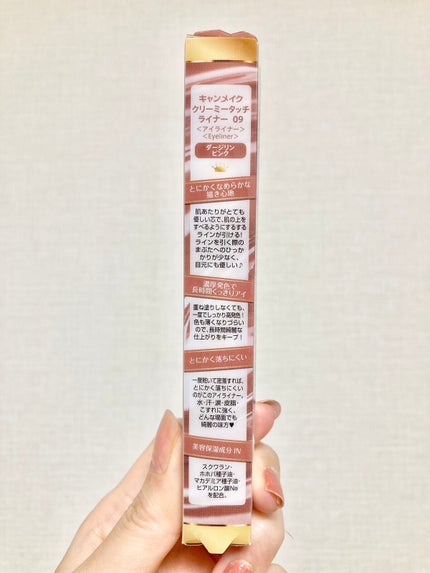 キャンメイク
クリーミータッチ
ライナー 09
<アイライナー>
<Eyeliner>
ダージリン
ピンク
とにかくなめらかな
描き心地
肌あたりがとても
優しい芯で、肌の上を
すべるようにするする
ラインが引ける!
ラインを引く際の
まぶたへのひっか
かりが少なく、
目元にも優しい♪
濃厚発色で
長時間くっきりアイ
重ね塗りしなくても、
一度でしっかり高発色!
色も薄くなりづらい
ので、長時間綺麗な
仕上がりをキープ!
とにかく落ちにくい
一度乾いて密着すれば、
とにかく落ちにくい
のがこのアイライナー。
水・汗・涙・皮脂・
こすれに強く、
どんな場面でも
綺麗の味方♥
美容保湿成分 IN
スクワラン・
ホホバ種子油・
マカデミア種子油・
ヒアルロン酸Na
を配合。